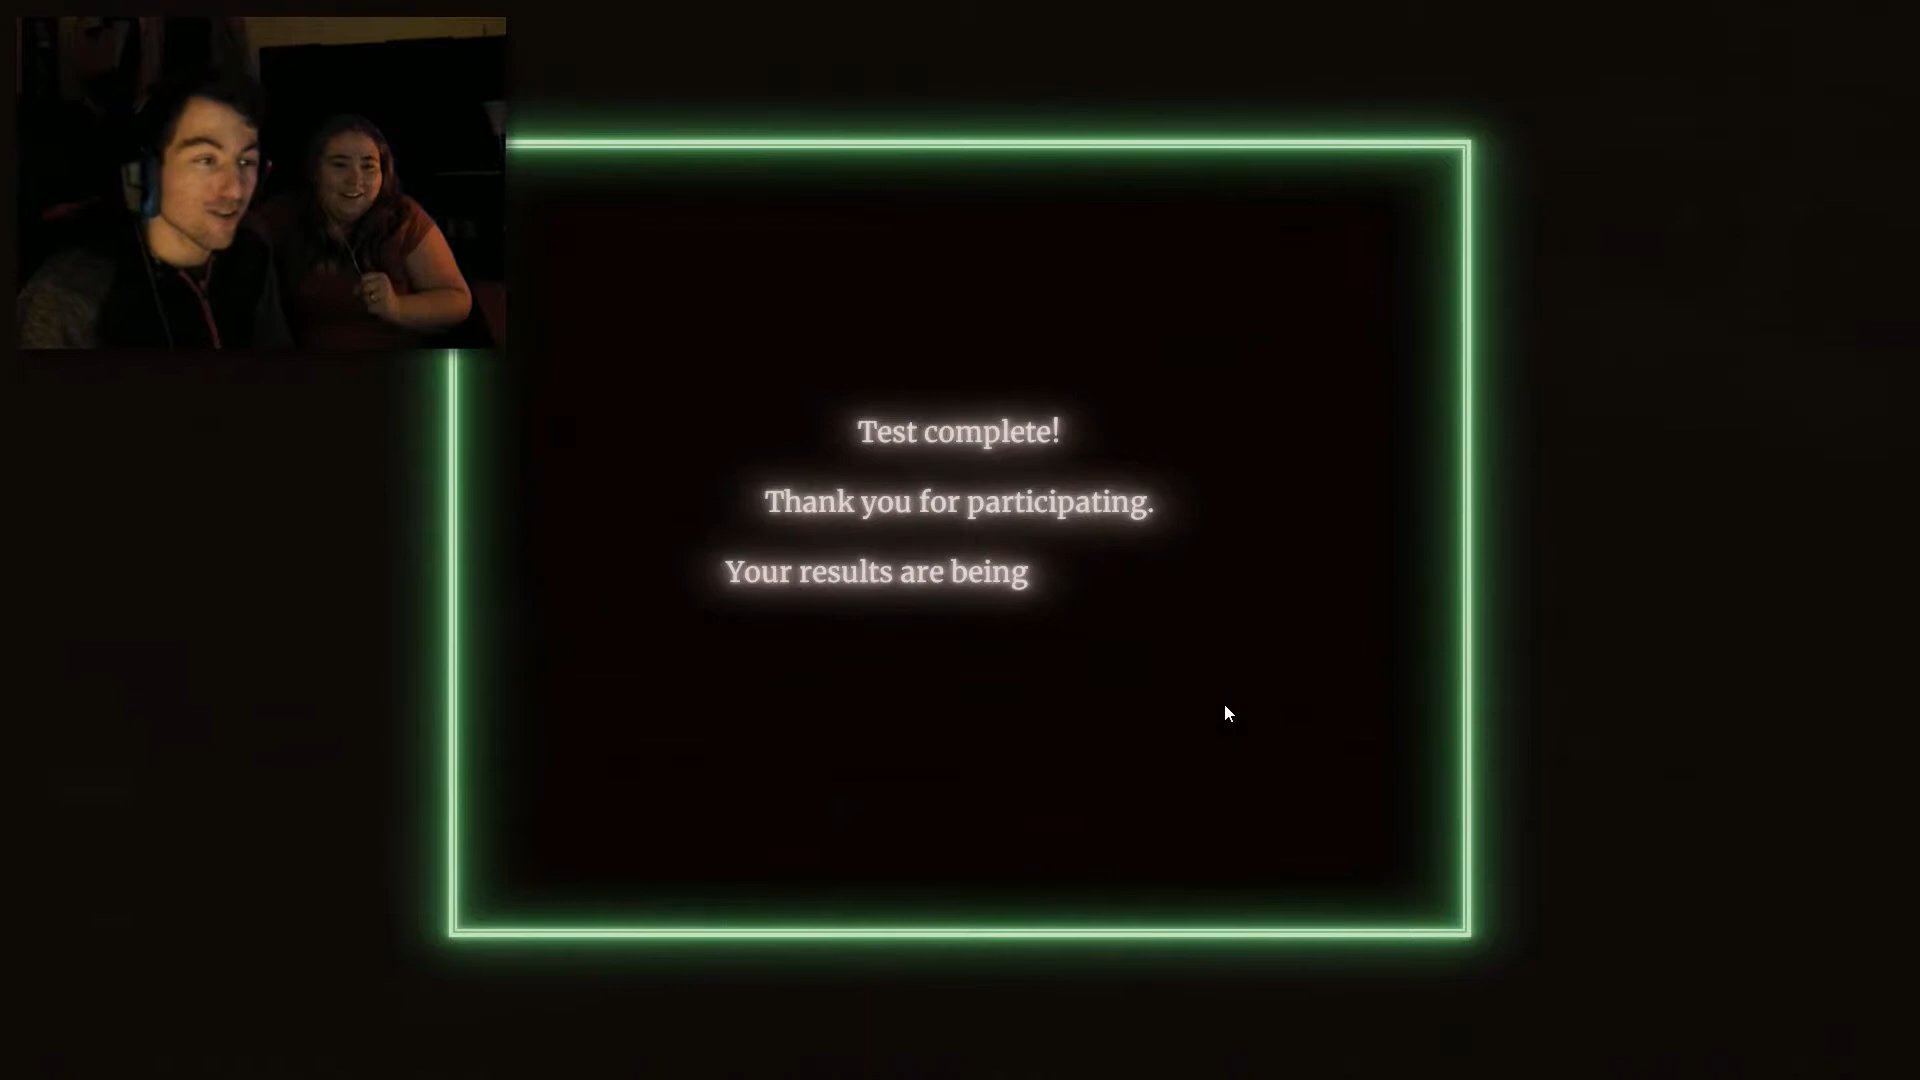 Test complete!
Thank you for participating.
Your results are being